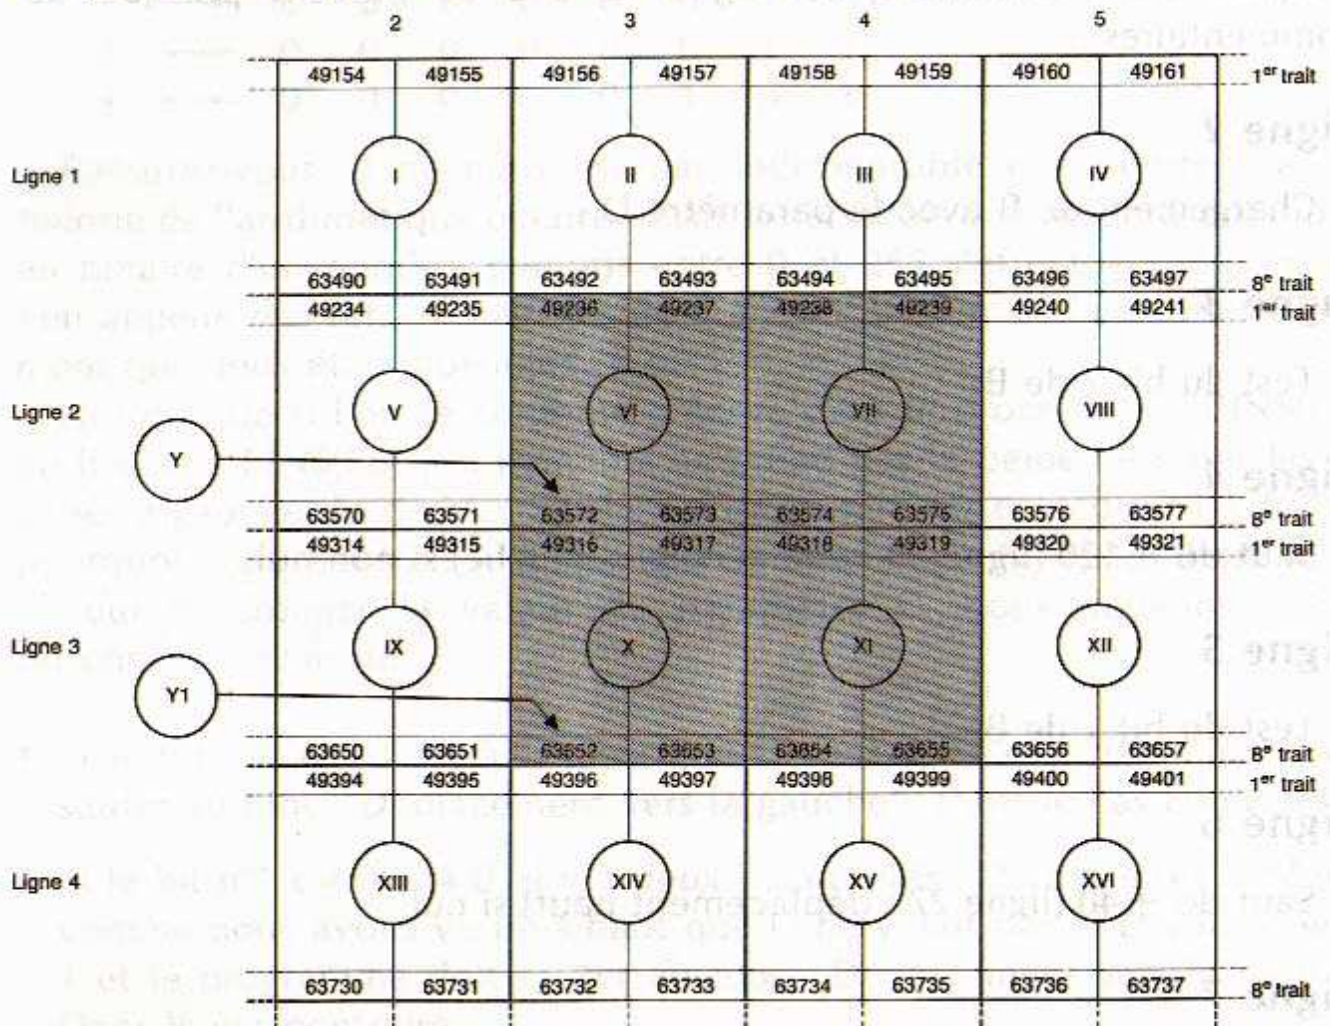 2 3 4 5
49154 49155 49156 49157 49158 49159 49160 49161 1er trait
Ligne 1 I II III IV
63490 63491 63492 63493 63494 63495 63496 63497 8e trait
49234 49235 49236 49237 49238 49239 49240 49241 1er trait
Ligne 2 V VI VII VIII
Y
63570 63571 63572 63573 63574 63575 63576 63577 8e trait
49314 49315 49316 49317 49318 49319 49320 49321 1er trait
Ligne 3 IX X XI XII
Y1
63650 63651 63652 63653 63654 63655 63656 63657 8e trait
49394 49395 49396 49397 49398 49399 49400 49401 1er trait
Ligne 4 XIII XIV XV XVI
63730 63731 63732 63733 63734 63735 63736 63737 8e trait